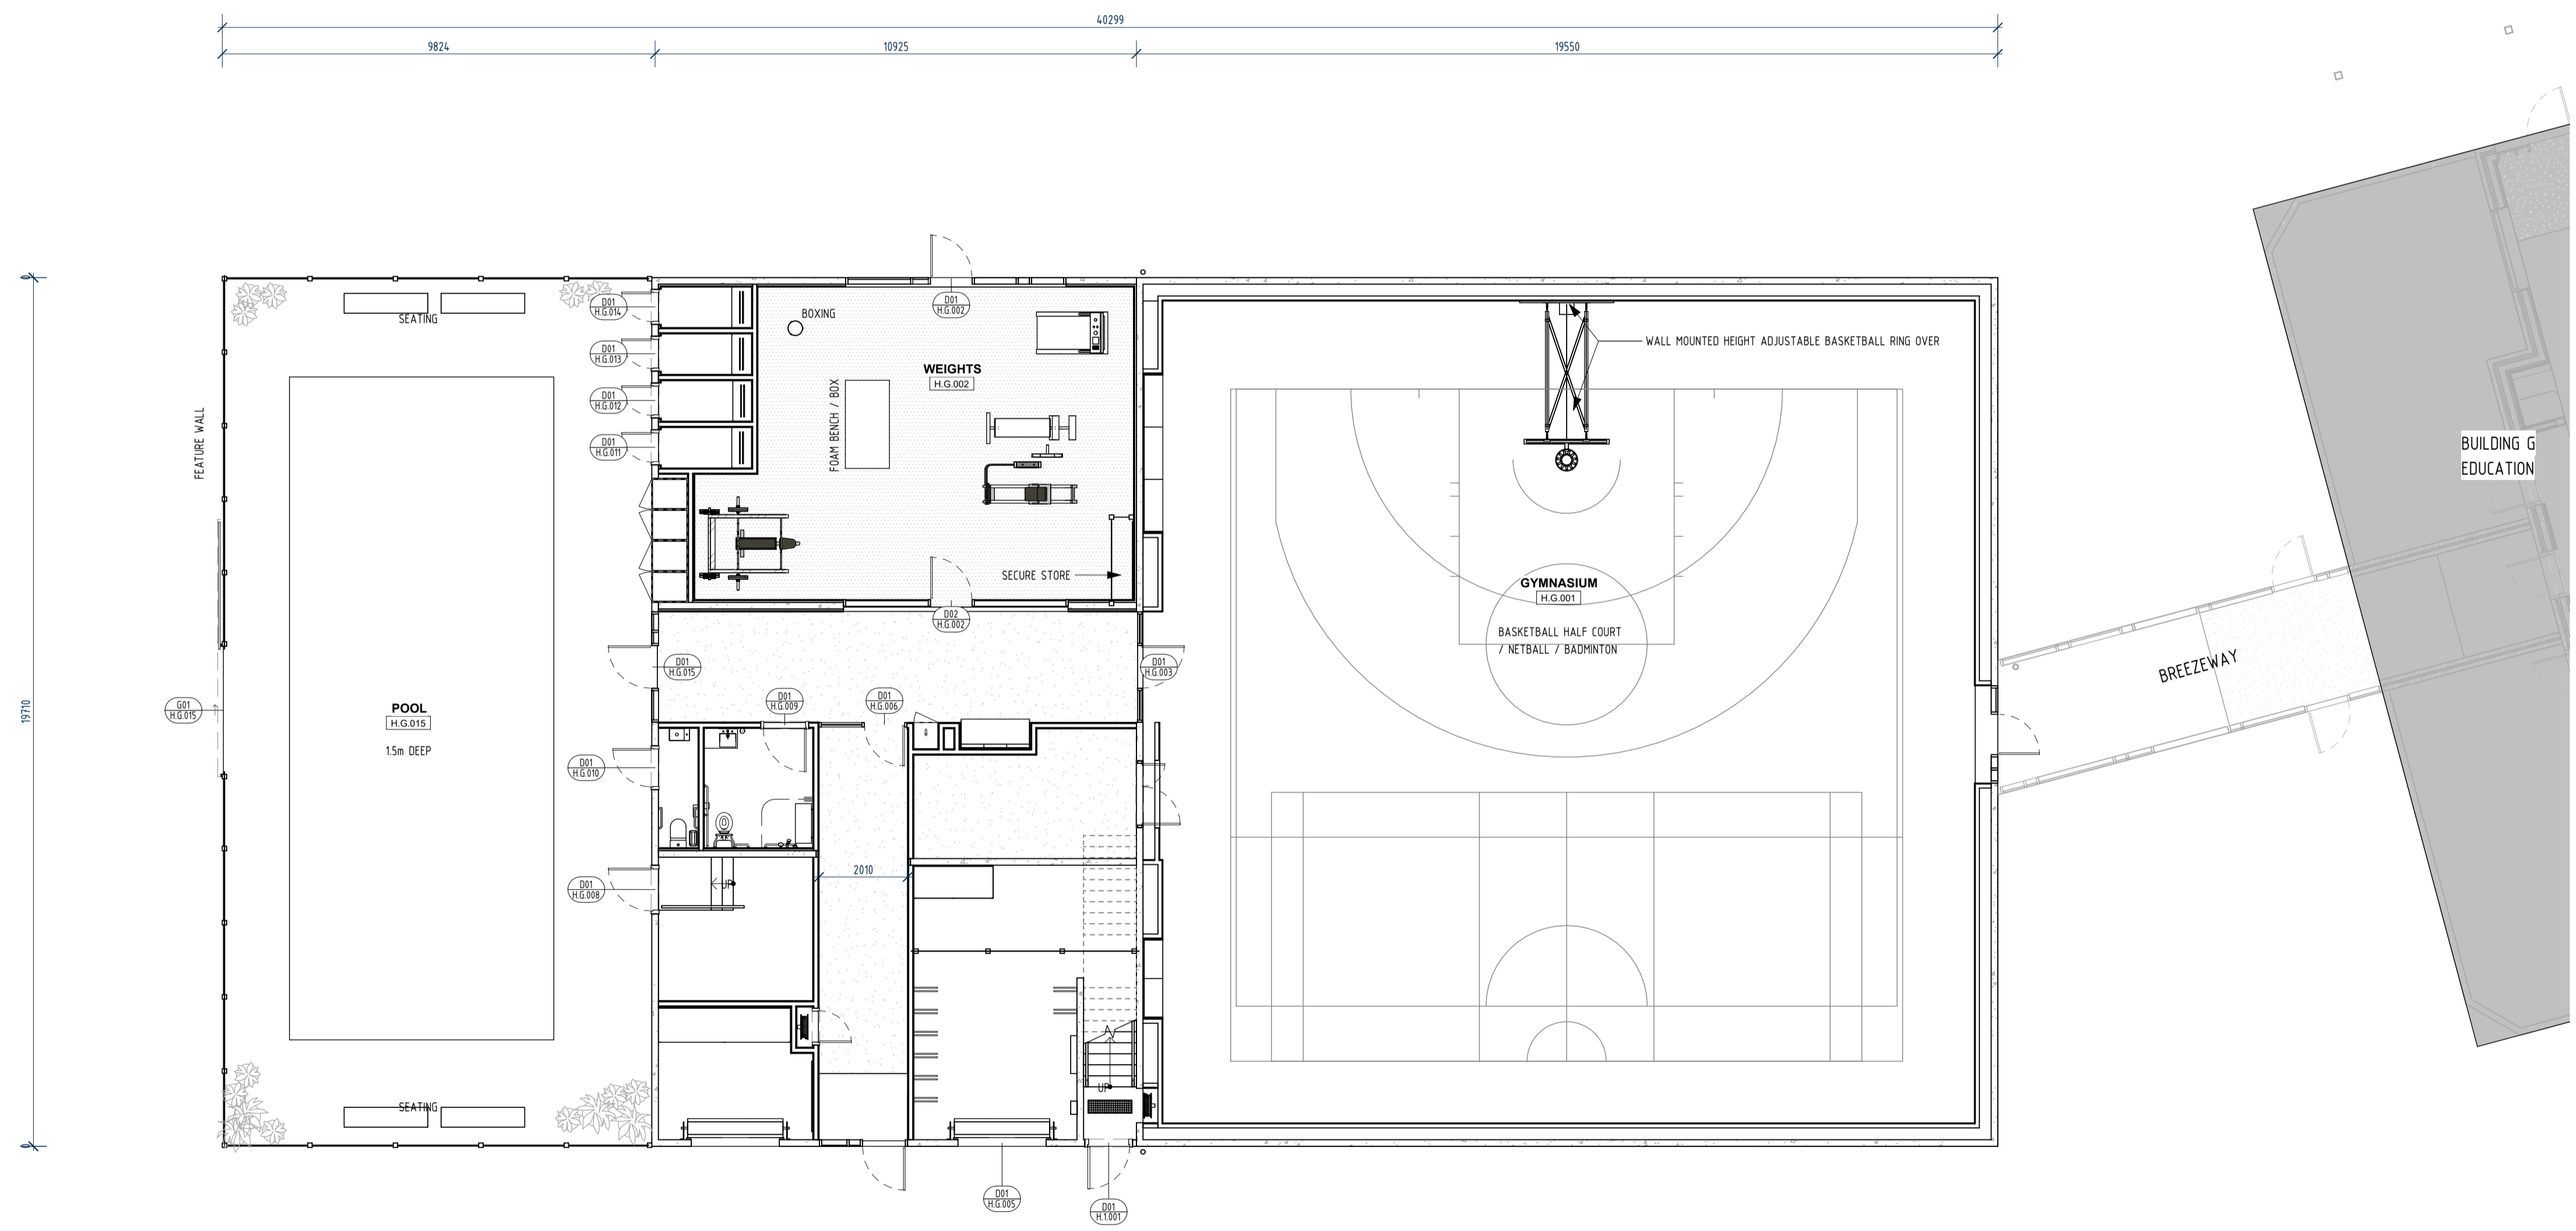 40299
9824
10925
19550
19710
0
0
FEATURE WALL
SEATING
D01
H.G.014
D01
H.G.013
D01
H.G.012
D01
H.G.011
BOXING
D01
H.G.002
WEIGHTS
H.G.002
FOAM BENCH / BOX
SECURE STORE
D02
H.G.002
WALL MOUNTED HEIGHT ADJUSTABLE BASKETBALL RING OVER
GYMNASIUM
H.G.001
BASKETBALL HALF COURT
/ NETBALL / BADMINTON
BUILDING G
EDUCATION
BREEZEWAY
D01
H.G.015
D01
H.G.003
G01
H.G.015
POOL
H.G.015
1.5m DEEP
D01
H.G.009
D01
H.G.006
D01
H.G.010
D01
H.G.008
UP
2010
UP
SEATING
D01
H.G.005
D01
H.1.001